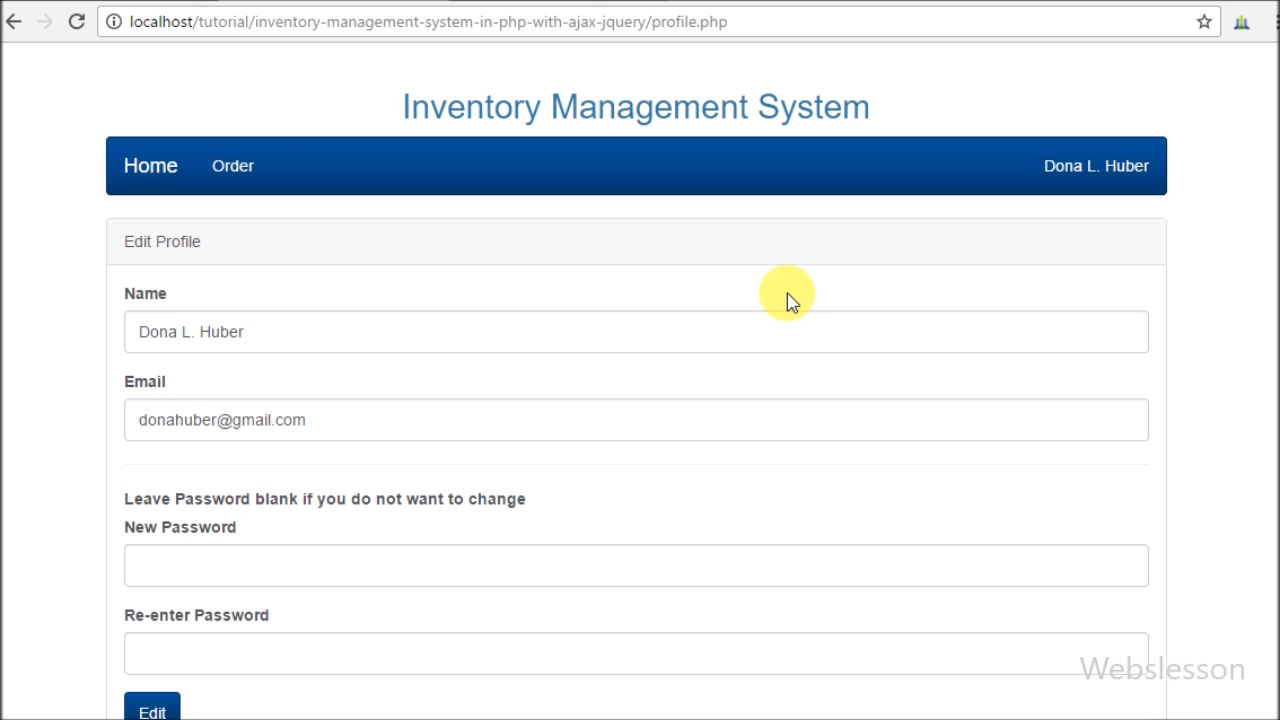 localhost/tutorial/inventory-management-system-in-php-with-ajax-jquery/profile.php
Inventory Management System
Home Order Dona L. Huber
Edit Profile
Name
Dona L. Huber
Email
donahuber@gmail.com
Leave Password blank if you do not want to change
New Password
Re-enter Password
Webslesson
Edit